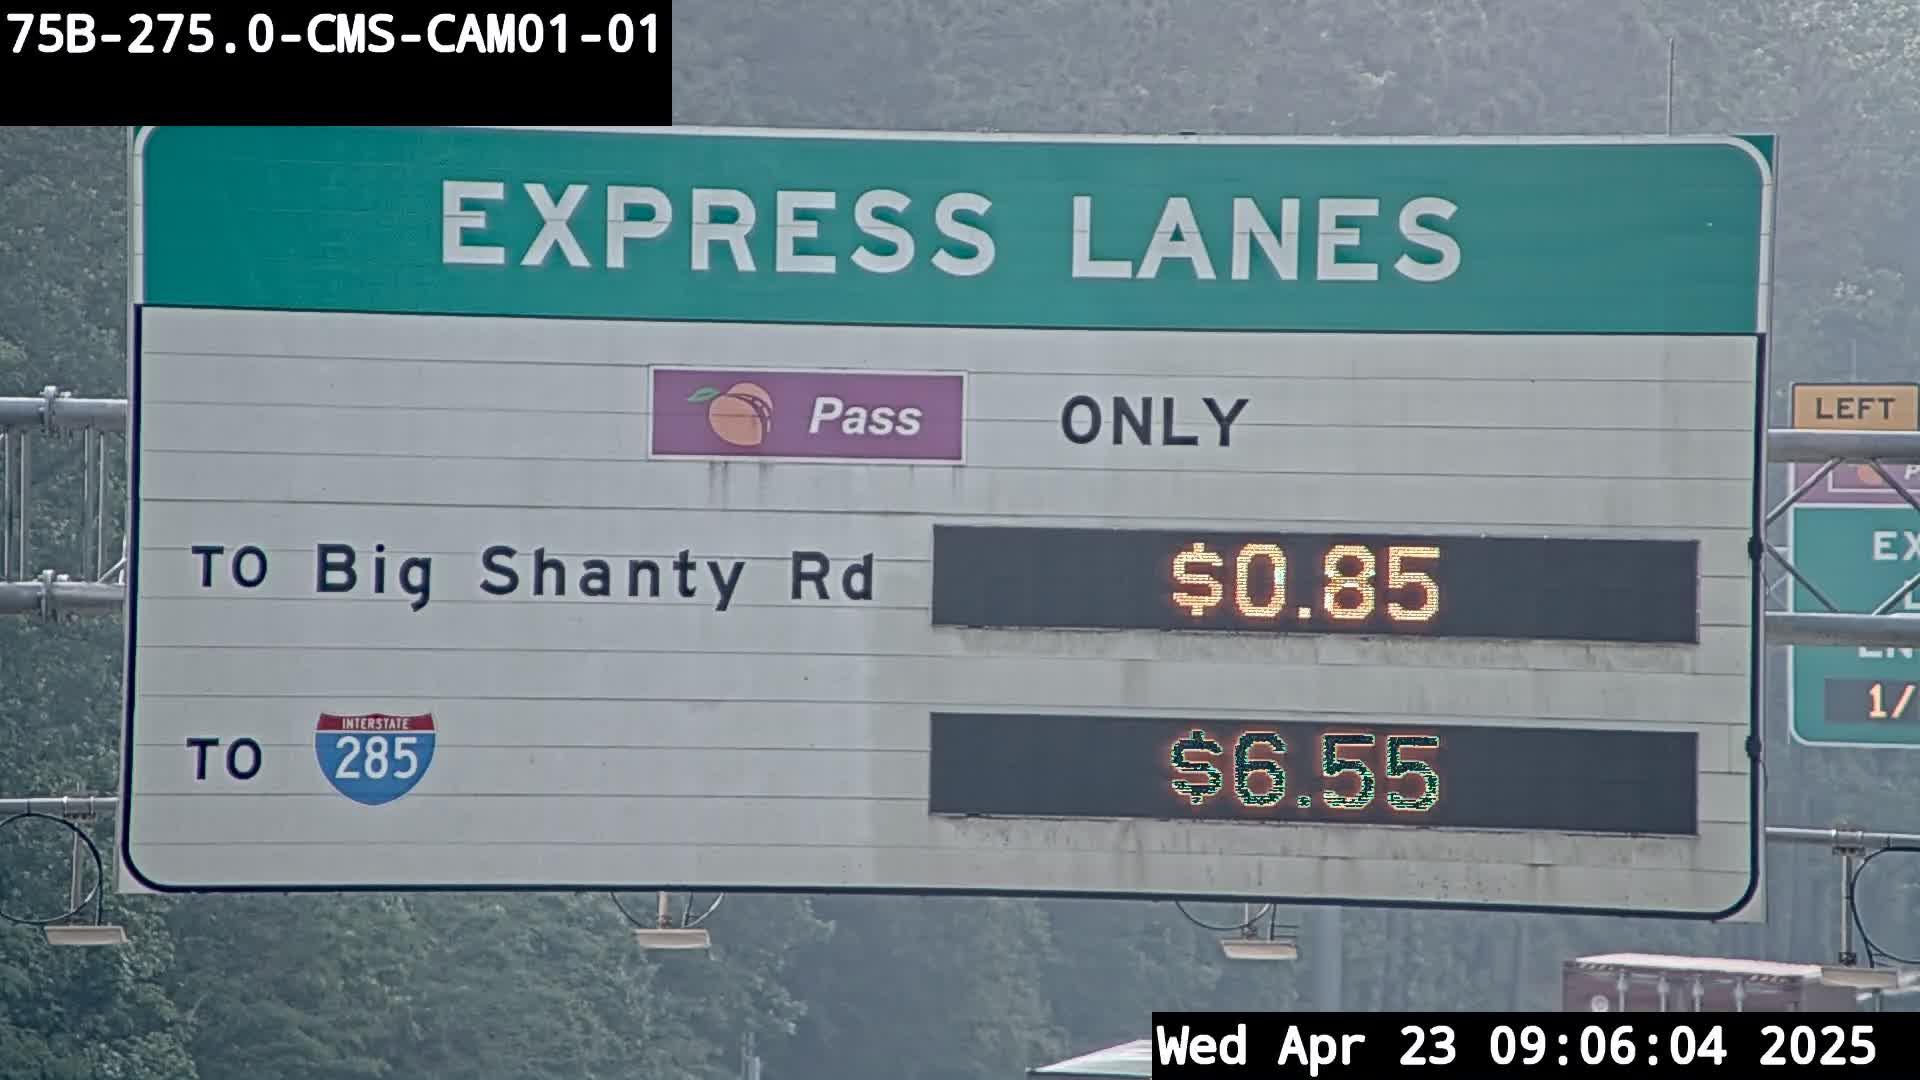 75B-275.0-CMS-CAM01-01
EXPRESS LANES
Pass ONLY
TO Big Shanty Rd $0.85
TO INTERSTATE 285 $6.55
LEFT
1/
Wed Apr 23 09:06:04 2025